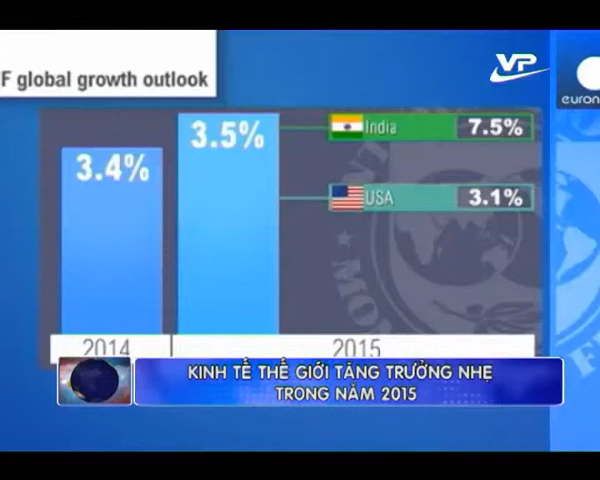 VP
F global growth outlook
euron
3.4%
3.5%
India 7.5%
USA 3.1%
2014
2015
KINH TẾ THẾ GIỚI TĂNG TRƯỞNG NHẸ
TRONG NĂM 2015